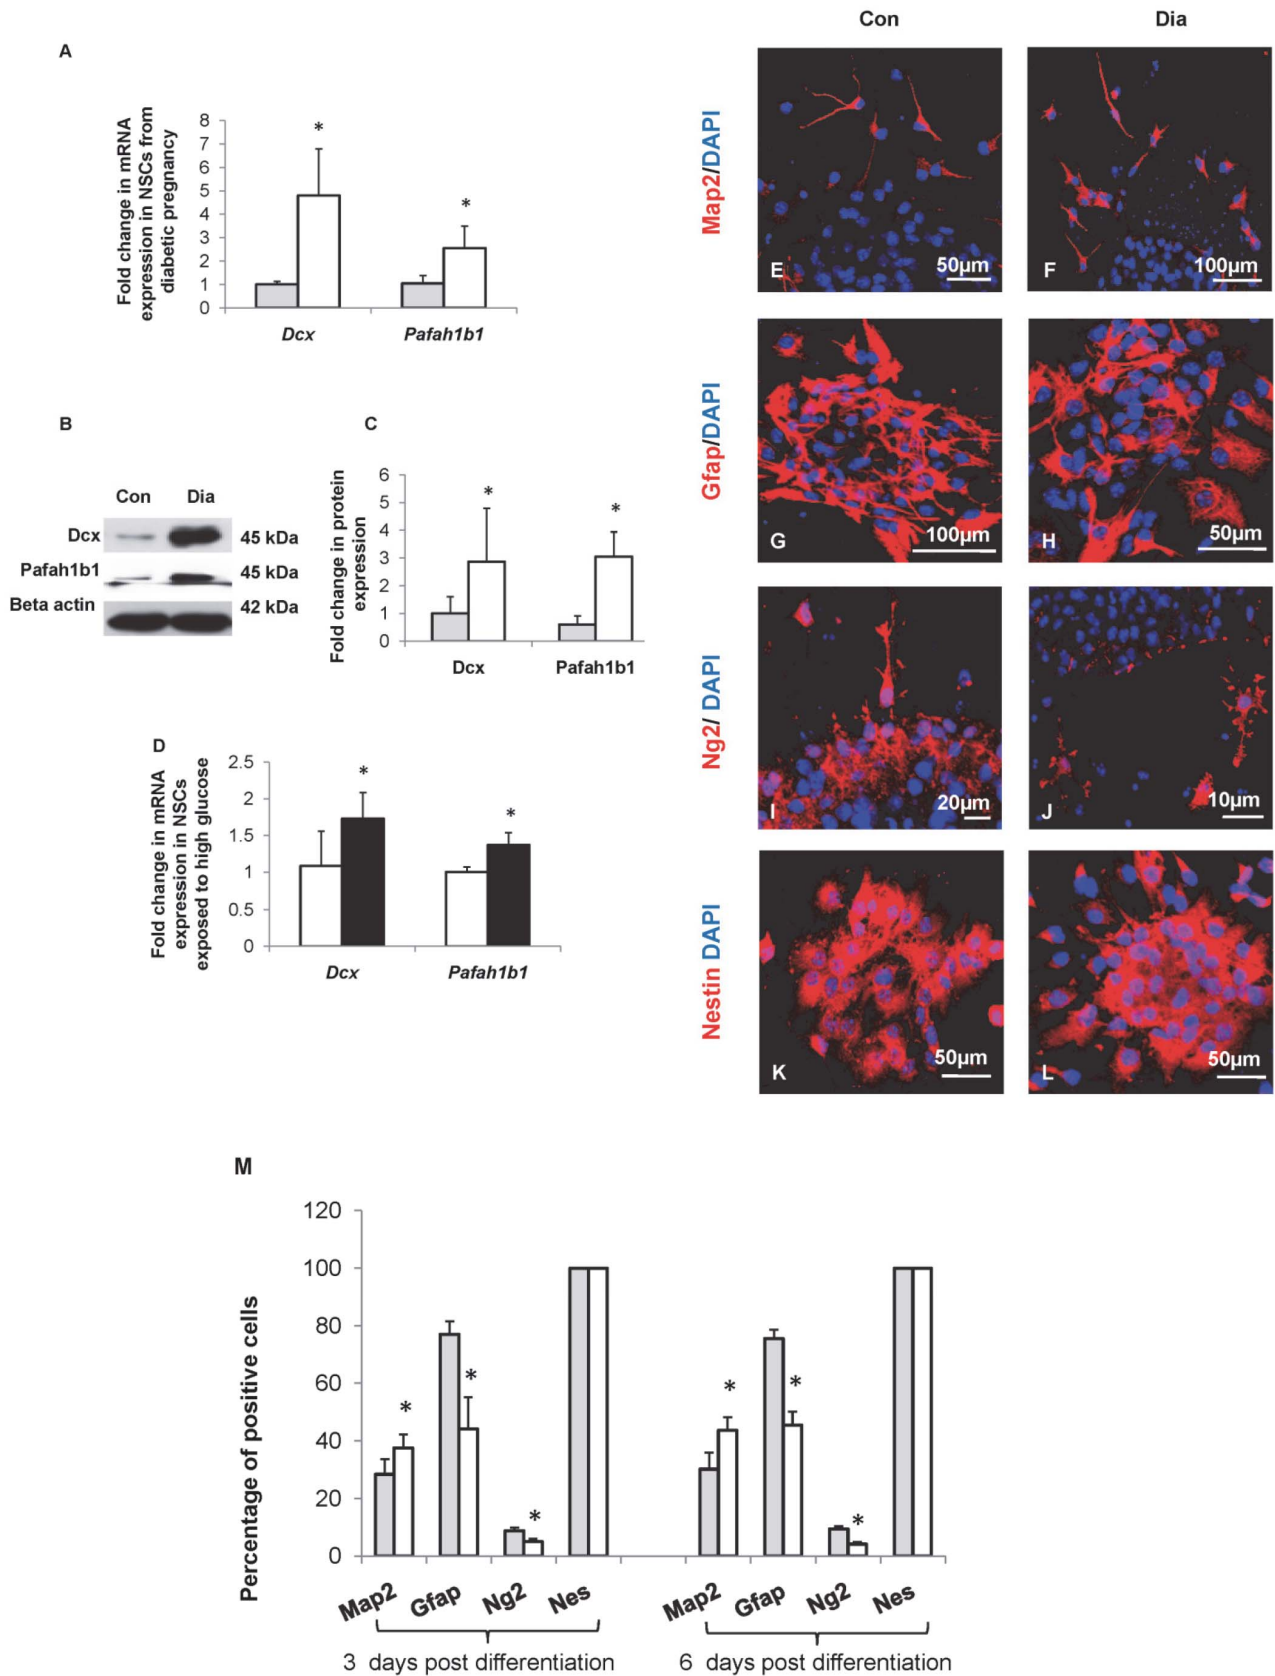 A
Fold change in mRNA
expression in NSCs from
diabetic pregnancy
8
7
6
5
4
3
2
1
0
*
*
Dcx
Pafah1b1
B
Con Dia
Dcx 45 kDa
Pafah1b1 45 kDa
Beta actin 42 kDa
C
Fold change in protein
expression
6
5
4
3
2
1
0
*
*
Dcx
Pafah1b1
D
Fold change in mRNA
expression in NSCs
exposed to high glucose
2.5
2
1.5
1
0.5
0
*
*
Dcx
Pafah1b1
Con Dia
Map2/DAPI
E 50µm
F 100µm
Gfap/DAPI
G 100µm
H 50µm
Ng2/ DAPI
I 20µm
J 10µm
Nestin DAPI
K 50µm
L 50µm
M
Percentage of positive cells
120
100
80
60
40
20
0
*
*
*
*
*
*
Map2 Gfap Ng2 Nes Map2 Gfap Ng2 Nes
3 days post differentiation 6 days post differentiation